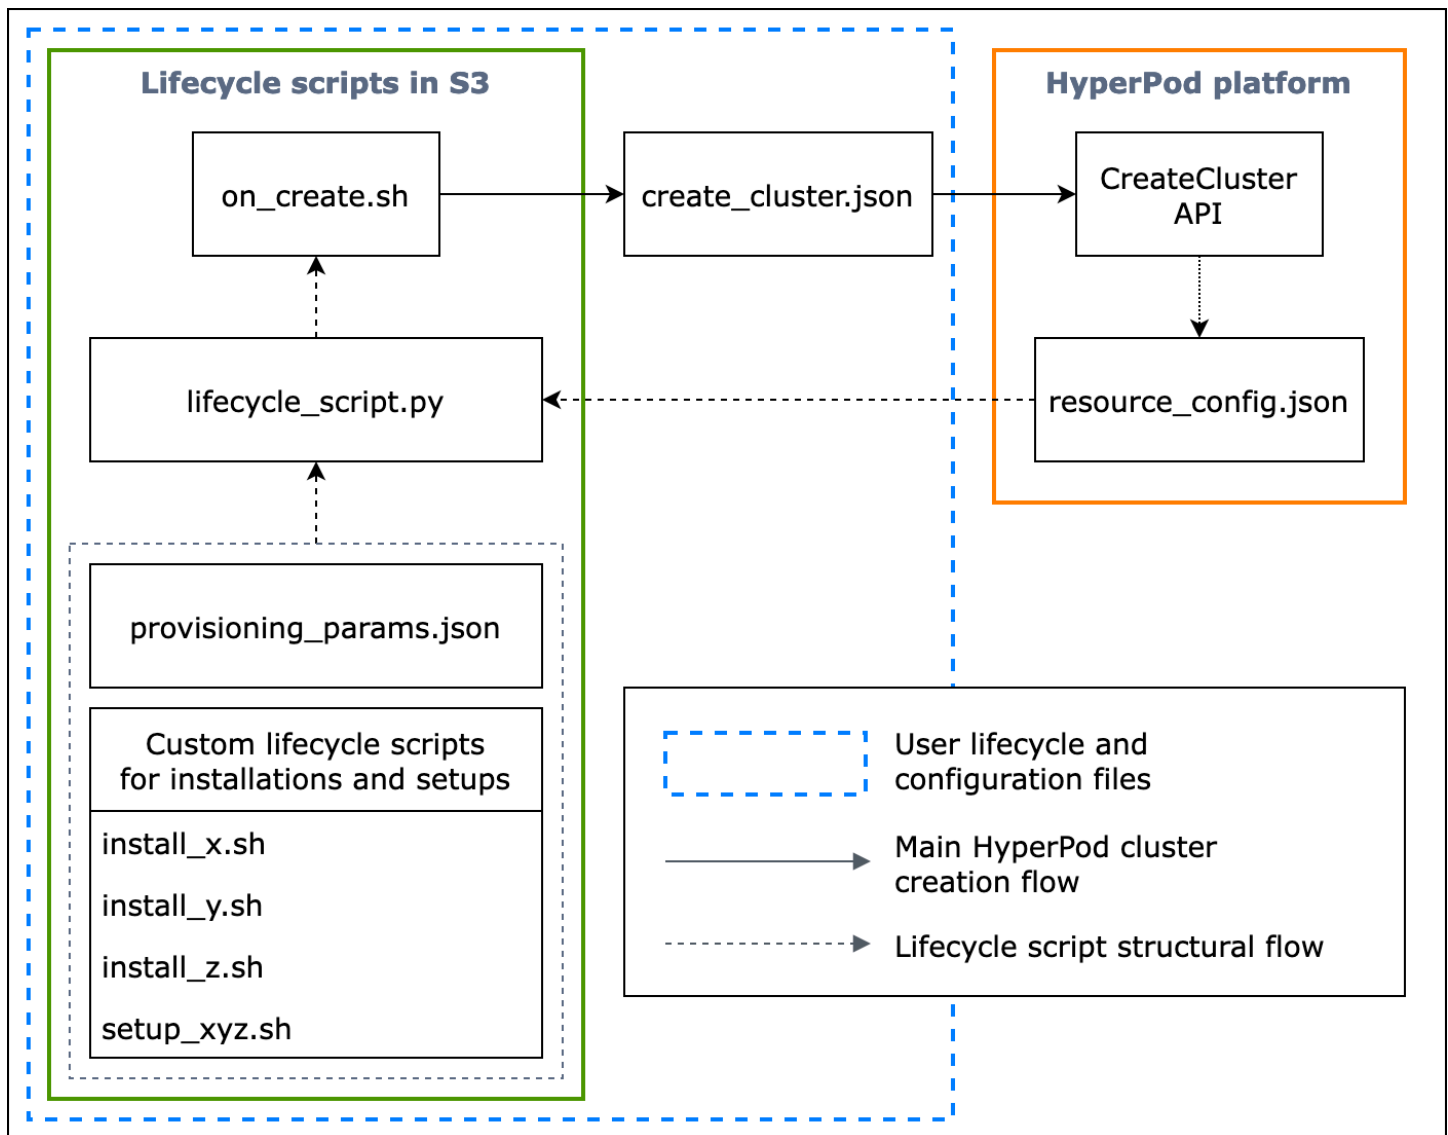 Lifecycle scripts in S3
on_create.sh
lifecycle_script.py
provisioning_params.json
Custom lifecycle scripts
for installations and setups
install_x.sh
install_y.sh
install_z.sh
setup_xyz.sh
create_cluster.json
HyperPod platform
CreateCluster
API
resource_config.json
User lifecycle and
configuration files
Main HyperPod cluster
creation flow
Lifecycle script structural flow